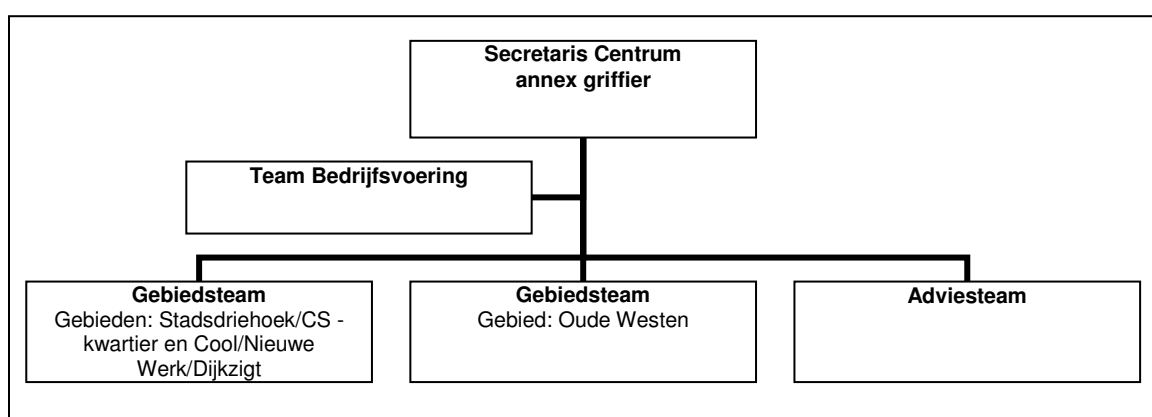 Secretaris Centrum
annex griffier
Team Bedrijfsvoering
Gebiedsteam
Gebieden: Stadsdriehoek/CS -
kwartier en Cool/Nieuwe
Werk/Dijkzigt
Gebiedsteam
Gebied: Oude Westen
Adviesteam